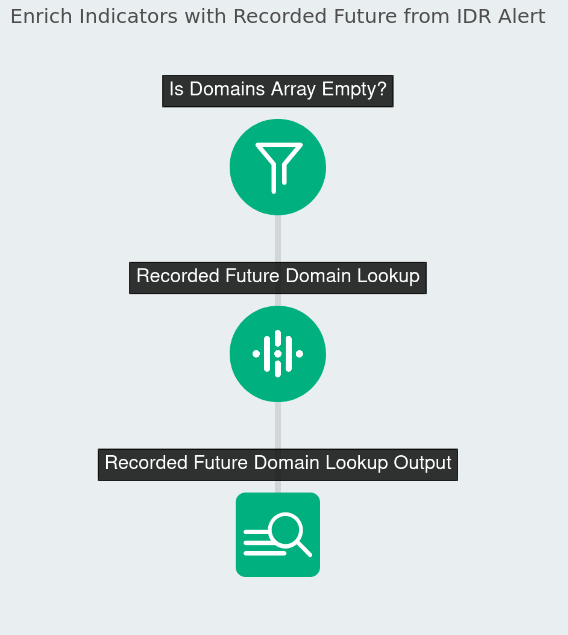 Enrich Indicators with Recorded Future from IDR Alert
Is Domains Array Empty?
Recorded Future Domain Lookup
Recorded Future Domain Lookup Output